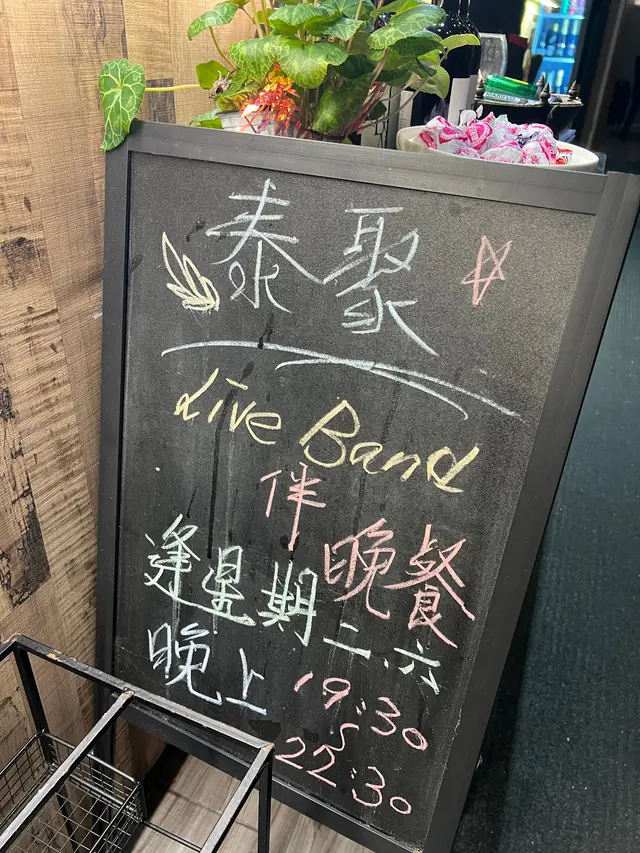 泰聚
Live Band
伴
晚餐
逢星期二、六
晚上 19:30
~
22:30